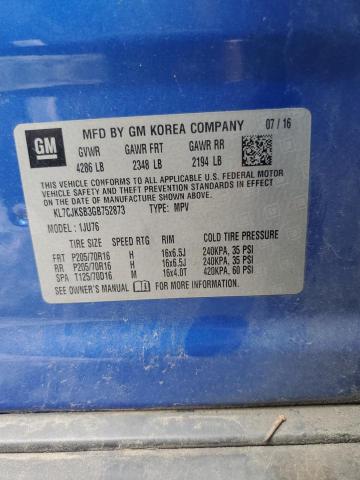 GM
MFD BY GM KOREA COMPANY 07 / 16
GVWR GAWR FRT GAWR RR
4286 LB 2348 LB 2194 LB
THIS VEHICLE CONFORMS TO ALL APPLICABLE U.S. FEDERAL MOTOR
VEHICLE SAFETY, BUMPER, AND THEFT PREVENTION STANDARDS
IN EFFECT ON THE DATE OF MANUFACTURE SHOWN ABOVE.
KL7CJKSB3GB752873 TYPE: MPV
MODEL : 1JU76
TIRE SIZE SPEED RTG RIM COLD TIRE PRESSURE
FRT P205/70R16 H 16x6.5J 240KPA, 35 PSI
RR P205/70R16 H 16x6.5J 240KPA, 35 PSI
SPA T125/70D16 M 16x4.0T 420KPA, 60 PSI
SEE OWNER'S MANUAL FOR MORE INFORMATION.